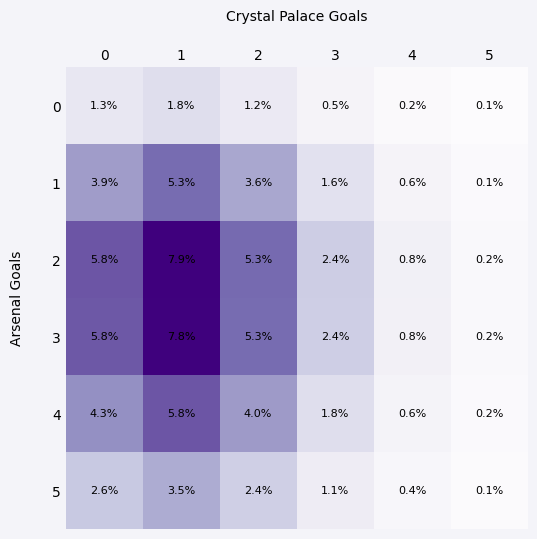 Crystal Palace Goals
0 1 2 3 4 5
0 1.3% 1.8% 1.2% 0.5% 0.2% 0.1%
1 3.9% 5.3% 3.6% 1.6% 0.6% 0.1%
2 5.8% 7.9% 5.3% 2.4% 0.8% 0.2%
3 5.8% 7.8% 5.3% 2.4% 0.8% 0.2%
4 4.3% 5.8% 4.0% 1.8% 0.6% 0.2%
5 2.6% 3.5% 2.4% 1.1% 0.4% 0.1%
Arsenal Goals